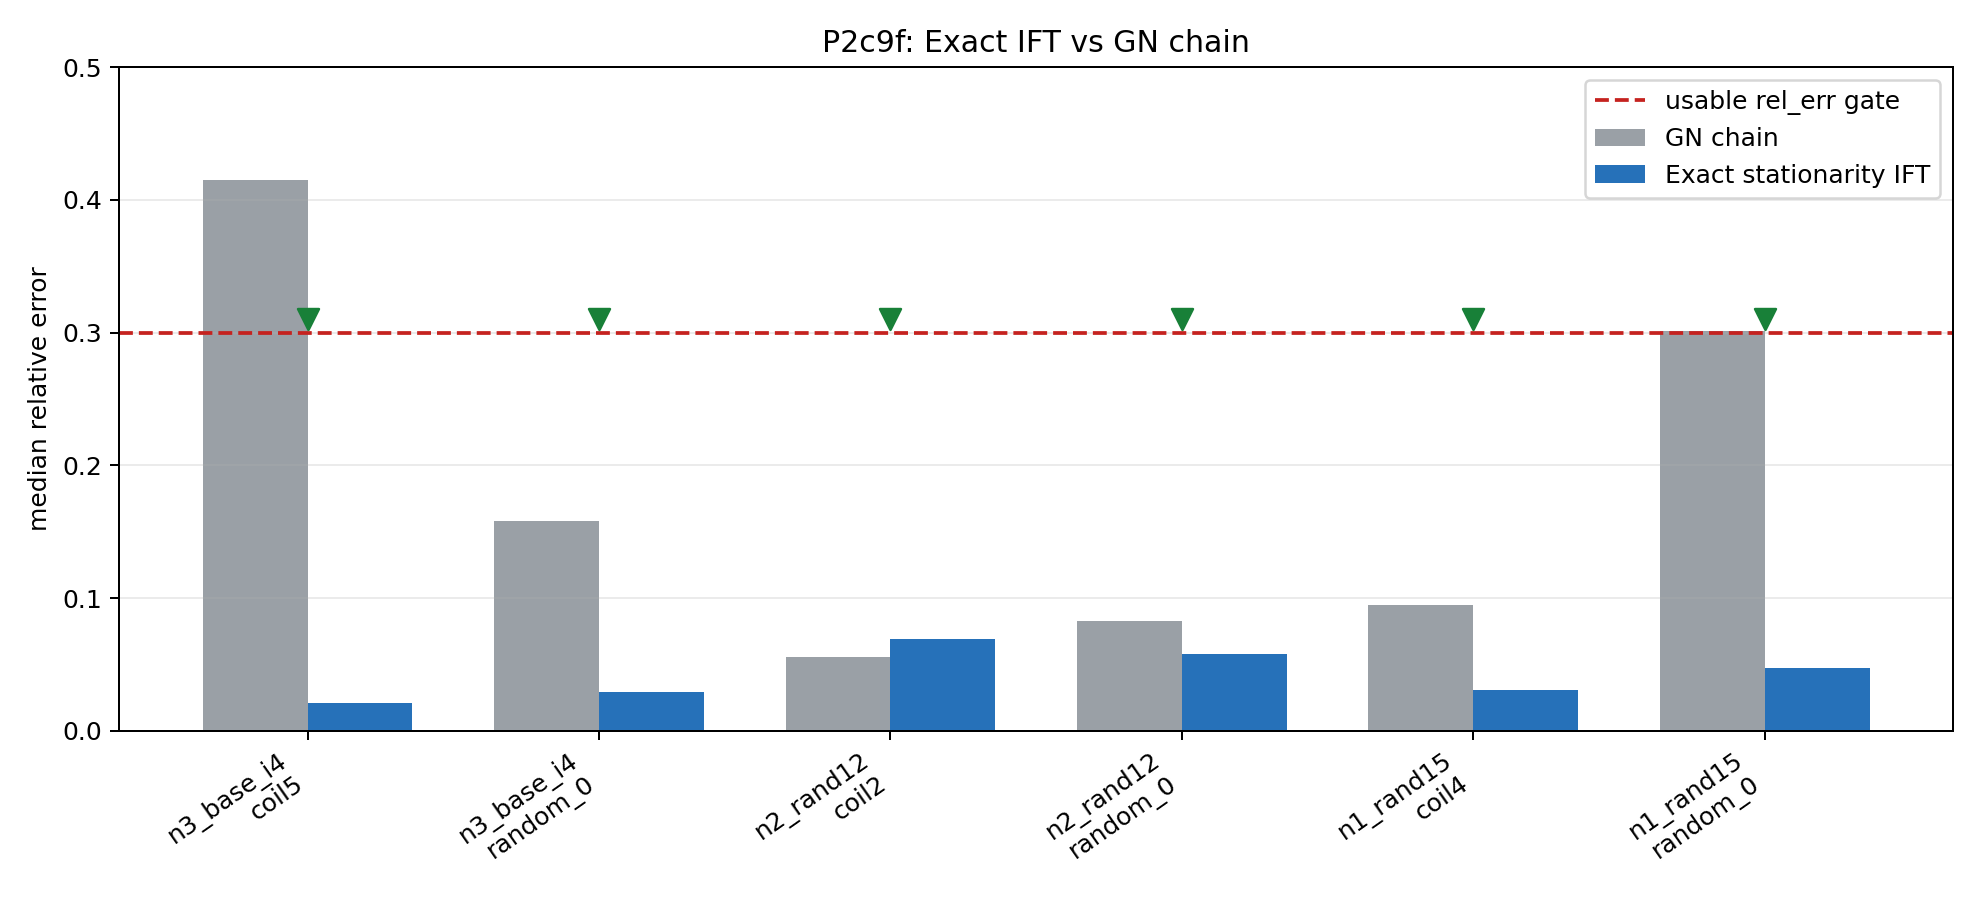 P2c9f: Exact IFT vs GN chain
usable rel_err gate
GN chain
Exact stationarity IFT
median relative error
0.5
0.4
0.3
0.2
0.1
0.0
n3_base_i4
coil5
n3_base_i4
random_0
n2_rand12
coil2
n2_rand12
random_0
n1_rand15
coil4
n1_rand15
random_0